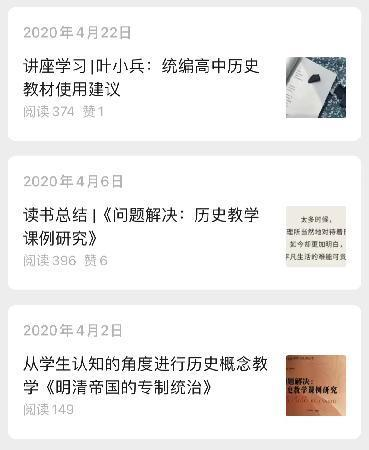 2020年4月22日
讲座学习|叶小兵：统编高中历史
教材使用建议
阅读 374 赞 1
2020年4月6日
读书总结 |《问题解决：历史教学
课例研究》
阅读 396 赞 6
太多时候，
理所当然地对待着
如今却更加明白，
平凡生活的难能可贵
2020年4月2日
从学生认知的角度进行历史概念教
学《明清帝国的专制统治》
阅读 149
题解决：
史教学课例研究